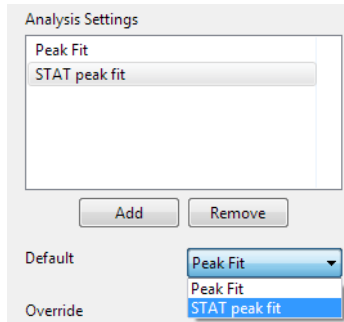 Analysis Settings
Peak Fit
STAT peak fit
Add Remove
Default Peak Fit
Peak Fit
Override STAT peak fit